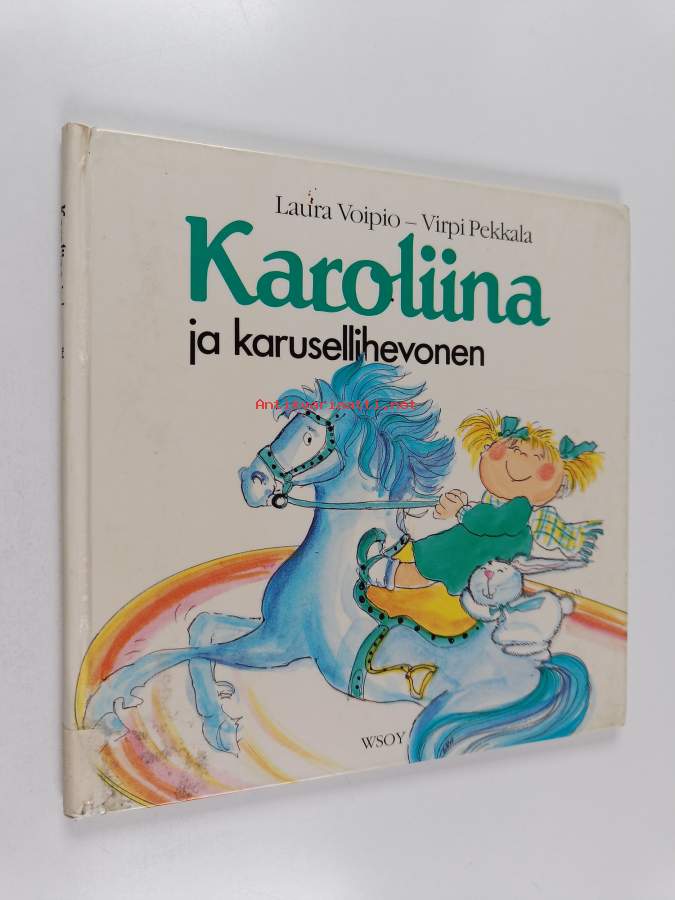 Laura Voipio – Virpi Pekkala
Karoliina
ja karusellihevonen
Antikvariaatti.net
WSOY